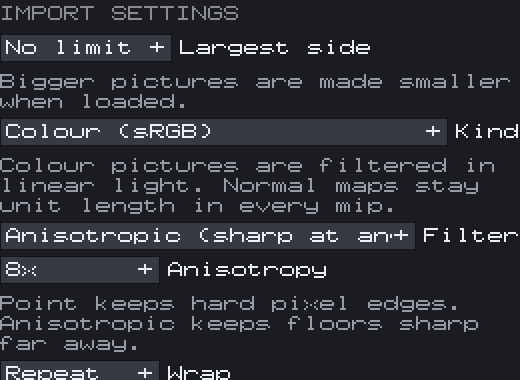 IMPORT SETTINGS
No limit + Largest side
Bigger pictures are made smaller
when loaded.
Colour (sRGB) + Kind
Colour pictures are filtered in
linear light. Normal maps stay
unit length in every mip.
Anisotropic (sharp at an+ Filter
8x + Anisotropy
Point keeps hard pixel edges.
Anisotropic keeps floors sharp
far away.
Repeat + Wrap